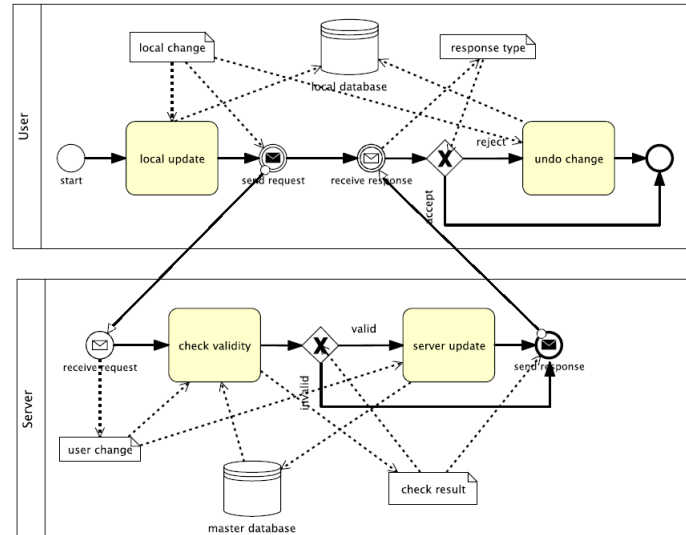 User
local change
response type
local database
local update
reject
undo change
start
send request
receive response
accept
Server
check validity
valid
server update
receive request
send response
invalid
user change
check result
master database